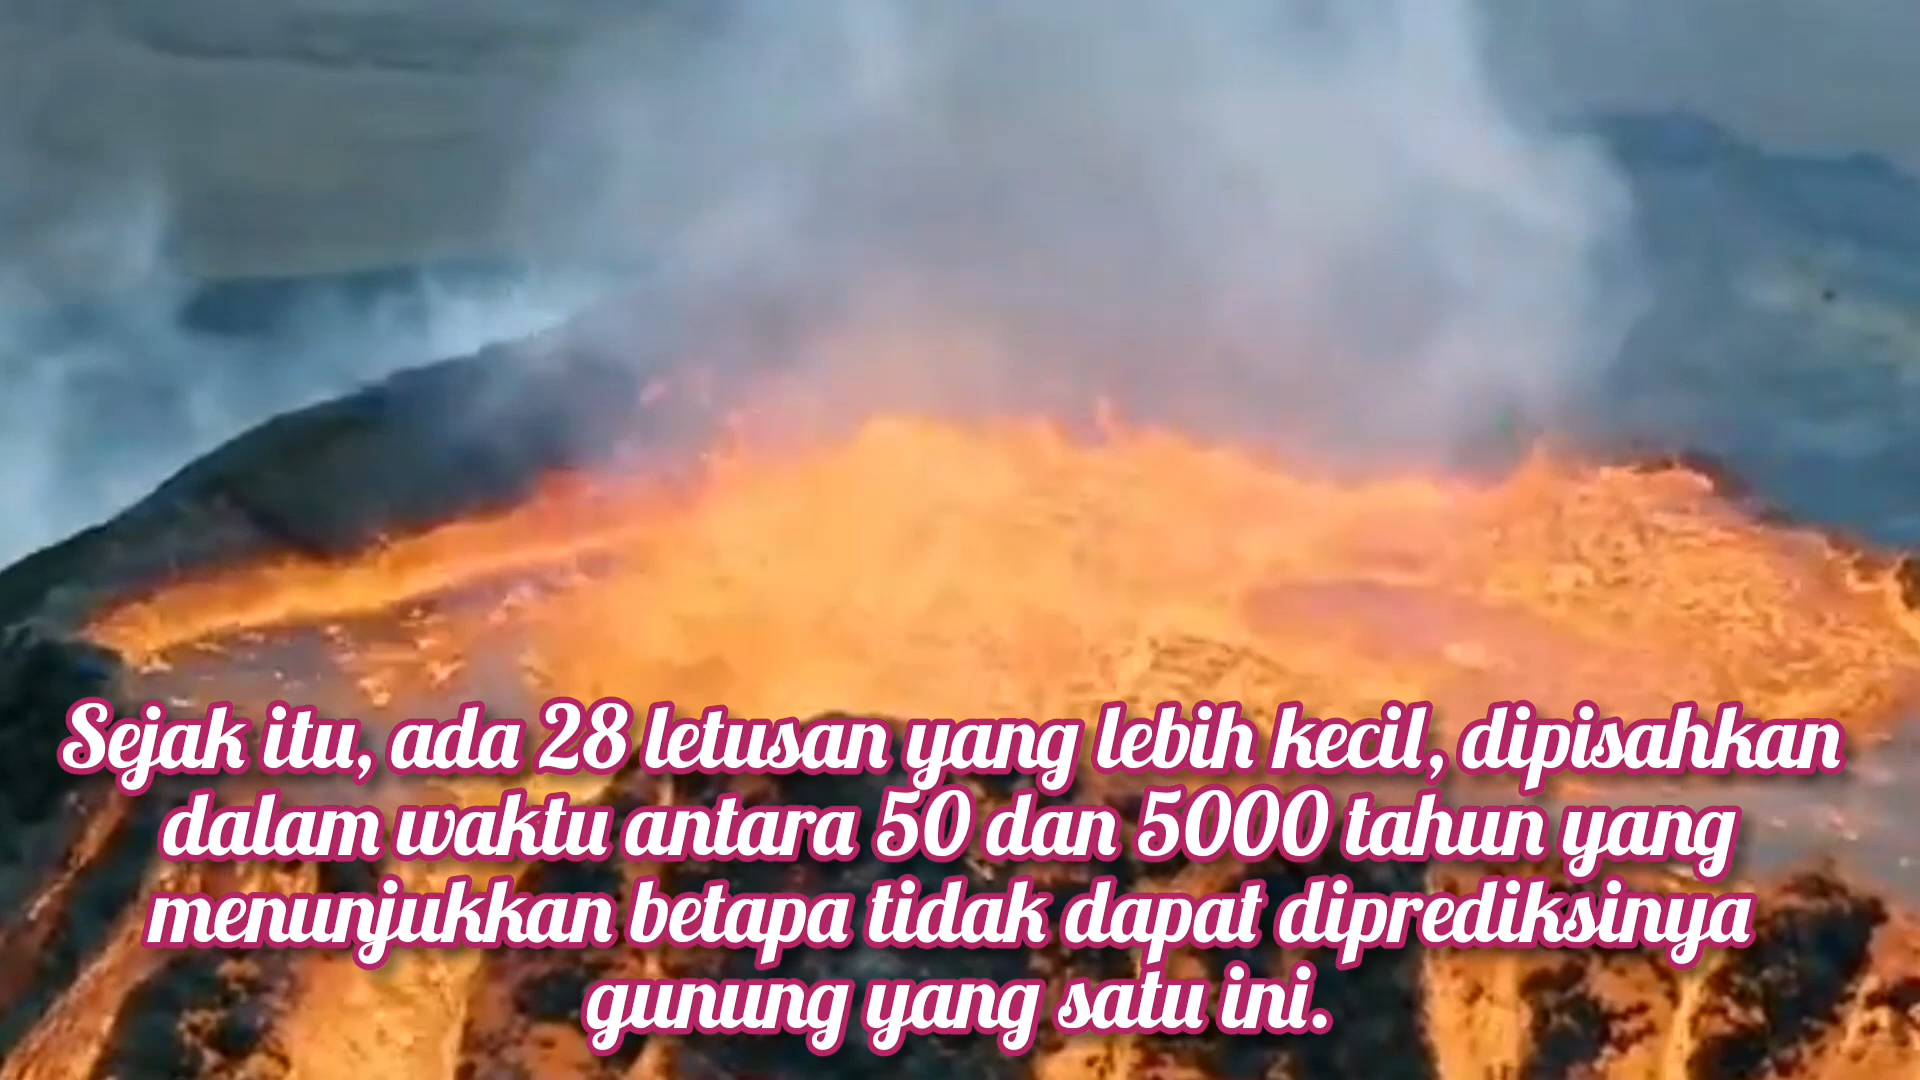 Sejak itu, ada 28 letusan yang lebih kecil, dipisahkan
dalam waktu antara 50 dan 5000 tahun yang
menunjukkan betapa tidak dapat diprediksinya
gunung yang satu ini.